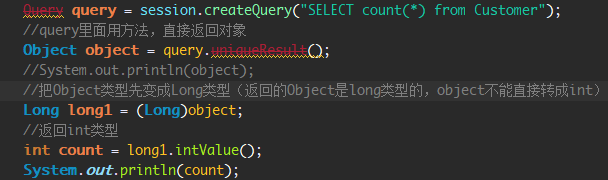 Query query = session.createQuery("SELECT count(*) from Customer");
//query里面用方法，直接返回对象
Object object = query.uniqueResult();
//System.out.println(object);
//把Object类型先变成Long类型（返回的Object是long类型的，object不能直接转成int）
Long long1 = (Long)object;
//返回int类型
int count = long1.intValue();
System.out.println(count);